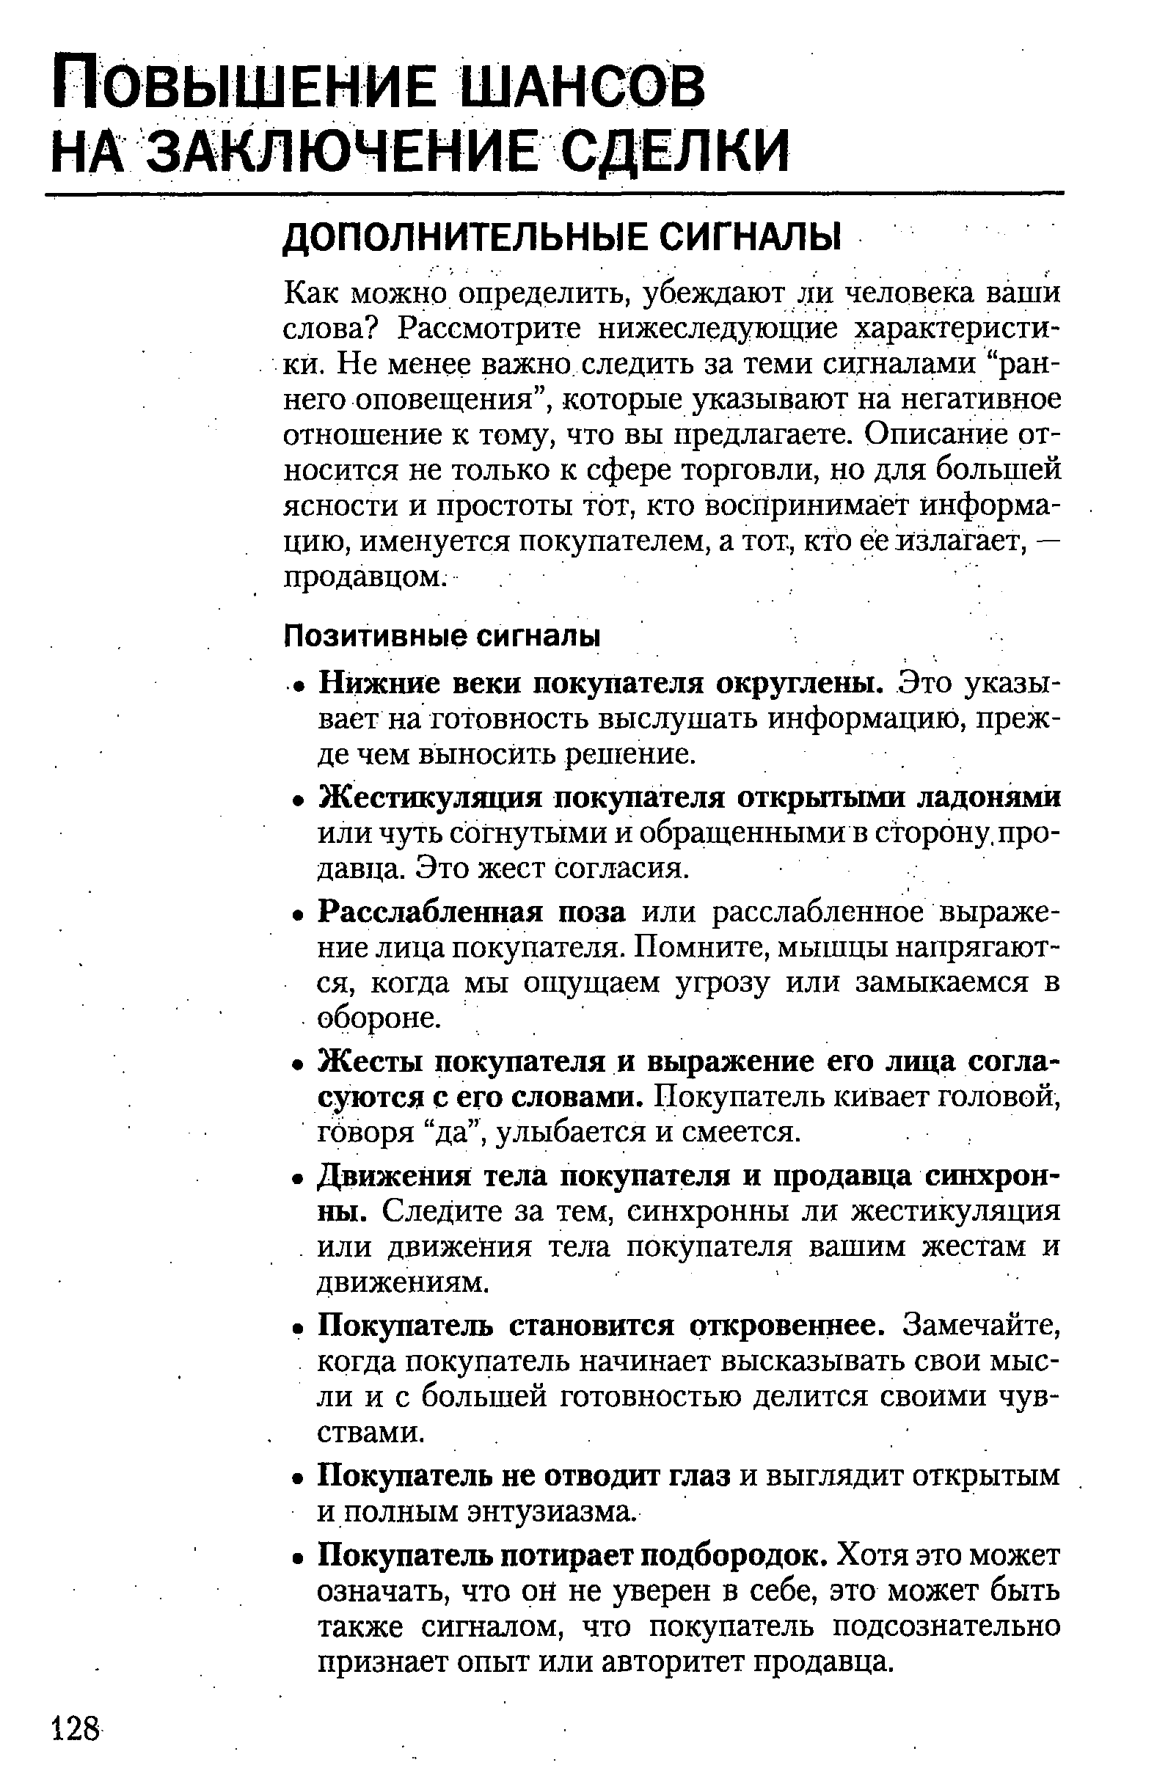 Повышение шансов
на заключение сделки
ДОПОЛНИТЕЛЬНЫЕ СИГНАЛЫ
Как можно определить, убеждают ли человека ваши
слова? Рассмотрите нижеследующие характеристи-
ки. Не менее важно следить за теми сигналами “ран-
него оповещения”, которые указывают на негативное
отношение к тому, что вы предлагаете. Описание от-
носится не только к сфере торговли, но для большей
ясности и простоты тот, кто воспринимает информа-
цию, именуется покупателем, а тот, кто ее излагает, —
продавцом.
Позитивные сигналы
• Нижние веки покупателя округлены. Это указы-
вает на готовность выслушать информацию, преж-
де чем выносить решение.
• Жестикуляция покупателя открытыми ладонями
или чуть согнутыми и обращенными в сторону про-
давца. Это жест согласия.
• Расслабленная поза или расслабленное выраже-
ние лица покупателя. Помните, мышцы напрягают-
ся, когда мы ощущаем угрозу или замыкаемся в
обороне.
• Жесты покупателя и выражение его лица согла-
суются с его словами. Покупатель кивает головой,
говоря “да”, улыбается и смеется.
• Движения тела покупателя и продавца синхрон-
ны. Следите за тем, синхронны ли жестикуляция
или движения тела покупателя вашим жестам и
движениям.
• Покупатель становится откровеннее. Замечайте,
когда покупатель начинает высказывать свои мыс-
ли и с большей готовностью делится своими чув-
ствами.
• Покупатель не отводит глаз и выглядит открытым
и полным энтузиазма.
• Покупатель потирает подбородок. Хотя это может
означать, что он не уверен в себе, это может быть
также сигналом, что покупатель подсознательно
признает опыт или авторитет продавца.
128